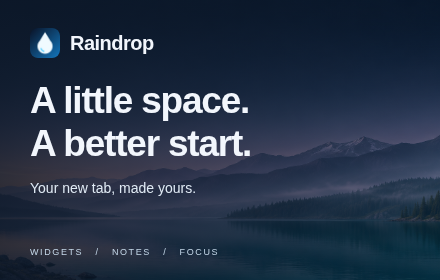 Raindrop
A little space.
A better start.
Your new tab, made yours.
WIDGETS / NOTES / FOCUS